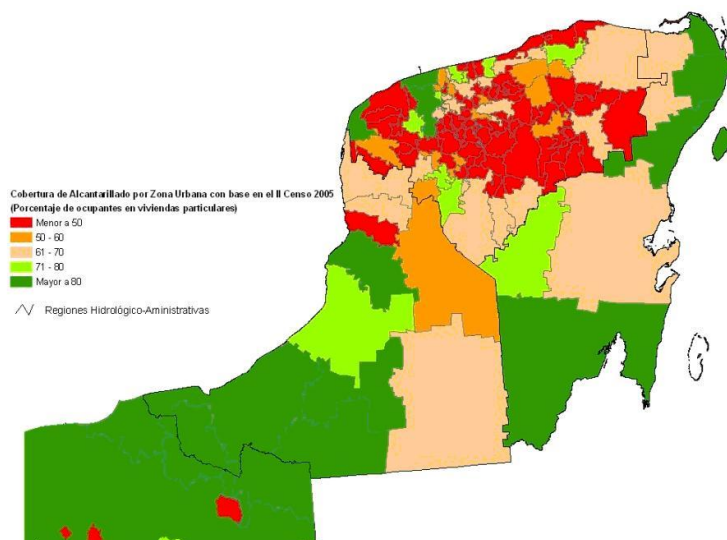 Cobertura de Alcantarillado por Zona Urbana con base en el II Censo 2005
(Porcentaje de ocupantes en viviendas particulares)
Menor a 50
50 - 60
61 - 70
71 - 80
Mayor a 80
Regiones Hidrológico-Aministrativas